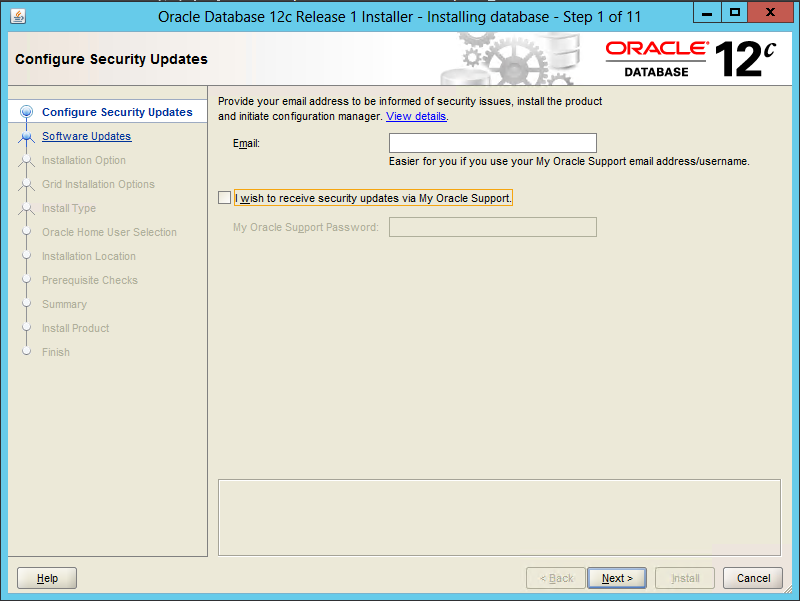 Oracle Database 12c Release 1 Installer - Installing database - Step 1 of 11
Configure Security Updates
ORACLE®
DATABASE
12c
Configure Security Updates
Software Updates
Installation Option
Grid Installation Options
Install Type
Oracle Home User Selection
Installation Location
Prerequisite Checks
Summary
Install Product
Finish
Provide your email address to be informed of security issues, install the product
and initiate configuration manager. View details.
Email:
Easier for you if you use your My Oracle Support email address/username.
I wish to receive security updates via My Oracle Support.
My Oracle Support Password:
Help
< Back
Next >
Install
Cancel